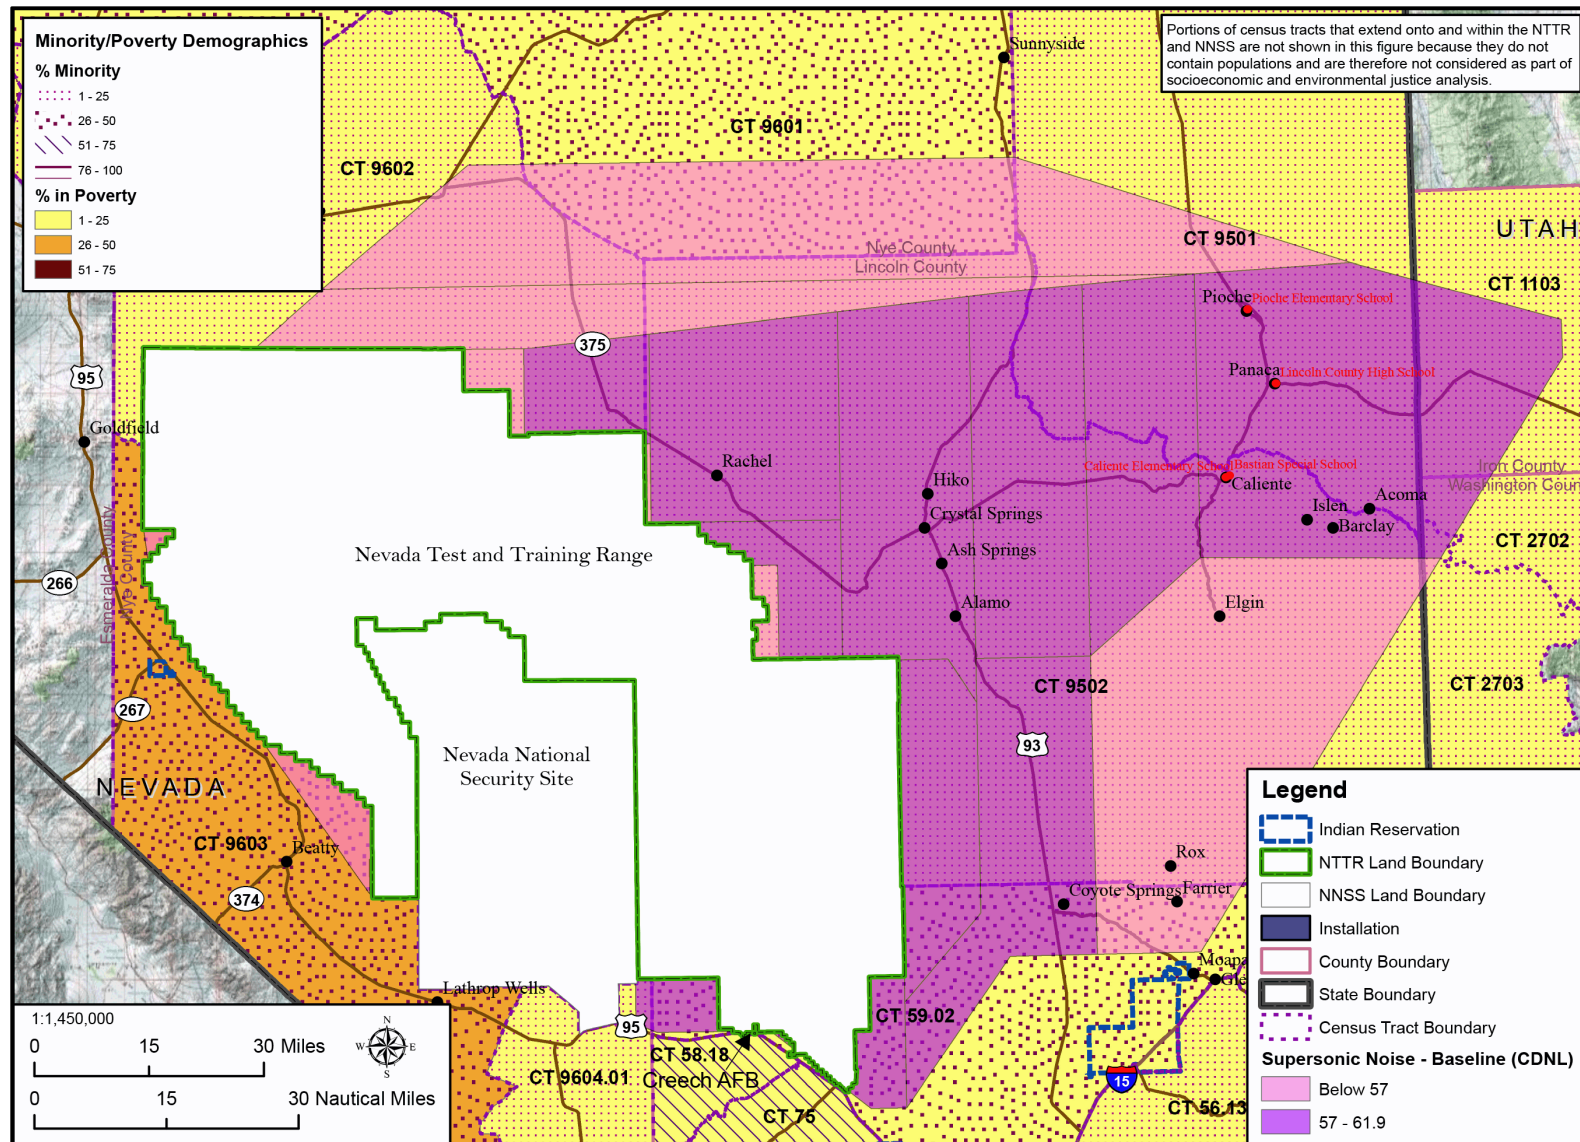 Minority/Poverty Demographics
% Minority
1 - 25
26 - 50
51 - 75
76 - 100
% in Poverty
1 - 25
26 - 50
51 - 75
Portions of census tracts that extend onto and within the NTTR
and NNSS are not shown in this figure because they do not
contain populations and are therefore not considered as part of
socioeconomic and environmental justice analysis.
Sunnyside
CT 9601
CT 9602
CT 9501
UTAH
Nye County
Lincoln County
CT 1103
Pioche
Pioche Elementary School
375
95
Panaca
Lincoln County High School
Goldfield
Rachel
Caliente Elementary School
Bastian Special School
Caliente
Iron County
Washington Coun
Hiko
Acoma
Islen
Barclay
Crystal Springs
CT 2702
Nevada Test and Training Range
Ash Springs
266
Esmeralda County
Nye County
Alamo
Elgin
CT 9502
CT 2703
267
93
Nevada National
Security Site
NEVADA
CT 9603
Beatty
374
Rox
Coyote Springs
Farrier
Moapa
Gle
Lathrop Wells
95
CT 59.02
CT 58.18
Creech AFB
CT 9604.01
CT 75
15
CT 56.13
1:1,450,000
N
W
E
S
0 15 30 Miles
0 15 30 Nautical Miles
Legend
Indian Reservation
NTTR Land Boundary
NNSS Land Boundary
Installation
County Boundary
State Boundary
Census Tract Boundary
Supersonic Noise - Baseline (CDNL)
Below 57
57 - 61.9